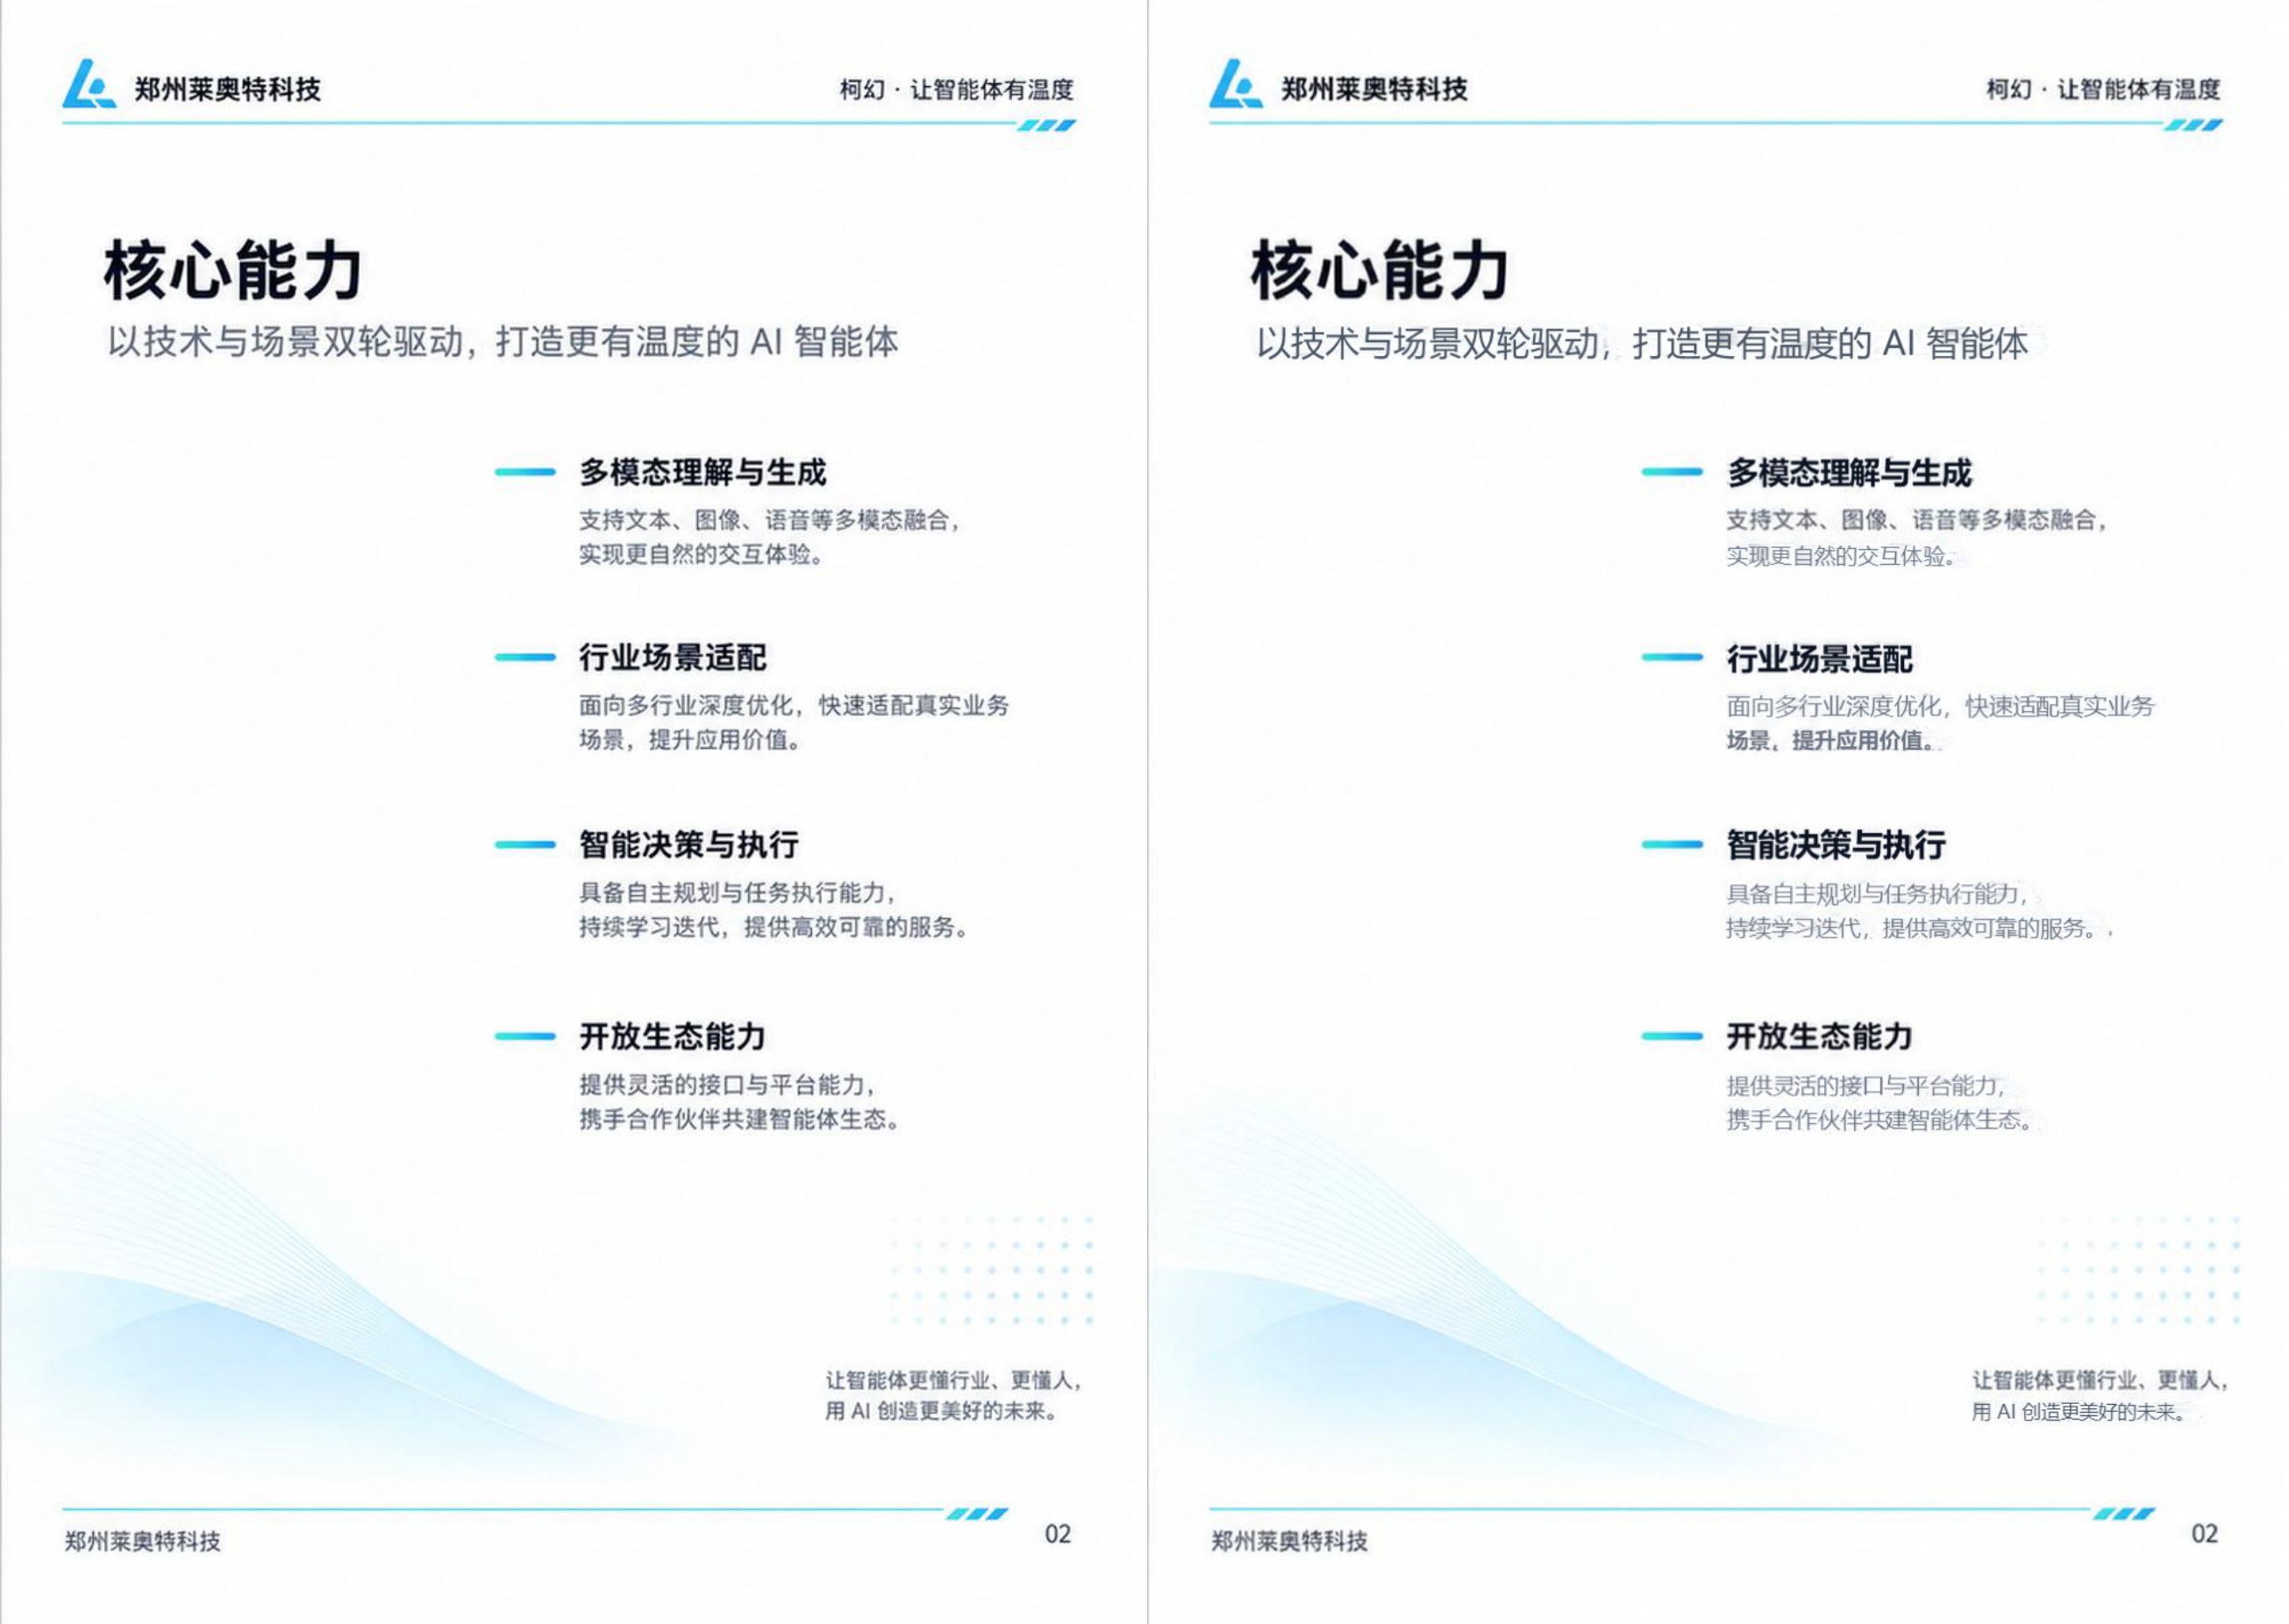 郑州莱奥特科技
柯幻 · 让智能体有温度
核心能力
以技术与场景双轮驱动，打造更有温度的 AI 智能体
多模态理解与生成
支持文本、图像、语音等多模态融合，
实现更自然的交互体验。
行业场景适配
面向多行业深度优化，快速适配真实业务
场景，提升应用价值。
智能决策与执行
具备自主规划与任务执行能力，
持续学习迭代，提供高效可靠的服务。
开放生态能力
提供灵活的接口与平台能力，
携手合作伙伴共建智能体生态。
让智能体更懂行业、更懂人，
用 AI 创造更美好的未来。
郑州莱奥特科技
02
郑州莱奥特科技
柯幻 · 让智能体有温度
核心能力
以技术与场景双轮驱动，打造更有温度的 AI 智能体
多模态理解与生成
支持文本、图像、语音等多模态融合，
实现更自然的交互体验。
行业场景适配
面向多行业深度优化，快速适配真实业务
场景，提升应用价值。
智能决策与执行
具备自主规划与任务执行能力，
持续学习迭代，提供高效可靠的服务。
开放生态能力
提供灵活的接口与平台能力，
携手合作伙伴共建智能体生态。
让智能体更懂行业、更懂人，
用 AI 创造更美好的未来。
郑州莱奥特科技
02